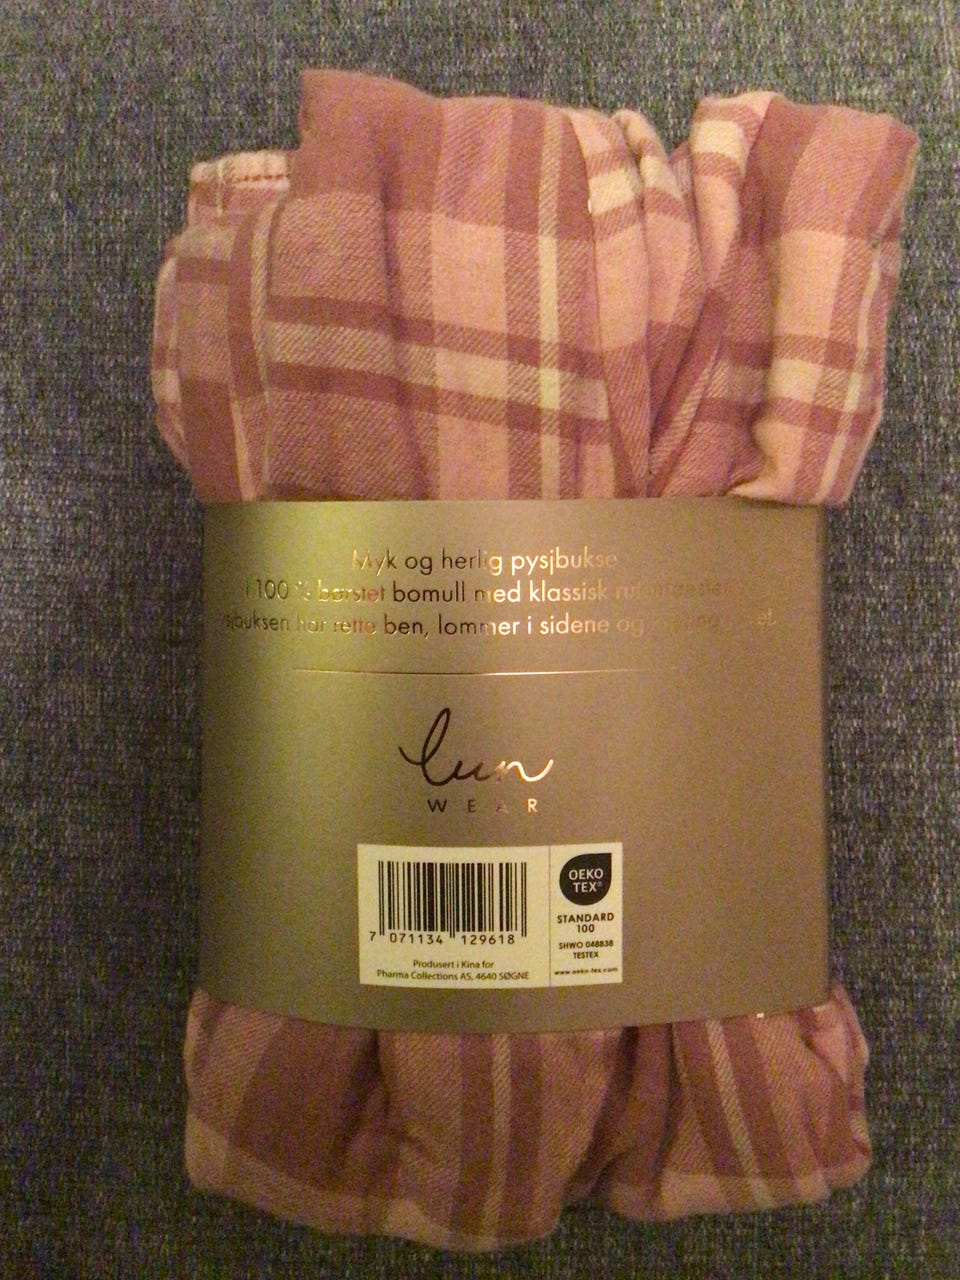 Myk og herlig pysjbukse
i 100 % børstet bomull med klassisk
har rette ben, lommer i sidene og
lun
WEAR
7 071134 129618
Produsert i Kina for
Pharma Collections AS, 4640 SØGNE
OEKO
TEX®
STANDARD
100
SHWO 048838
TESTEX
www.oeko-tex.com